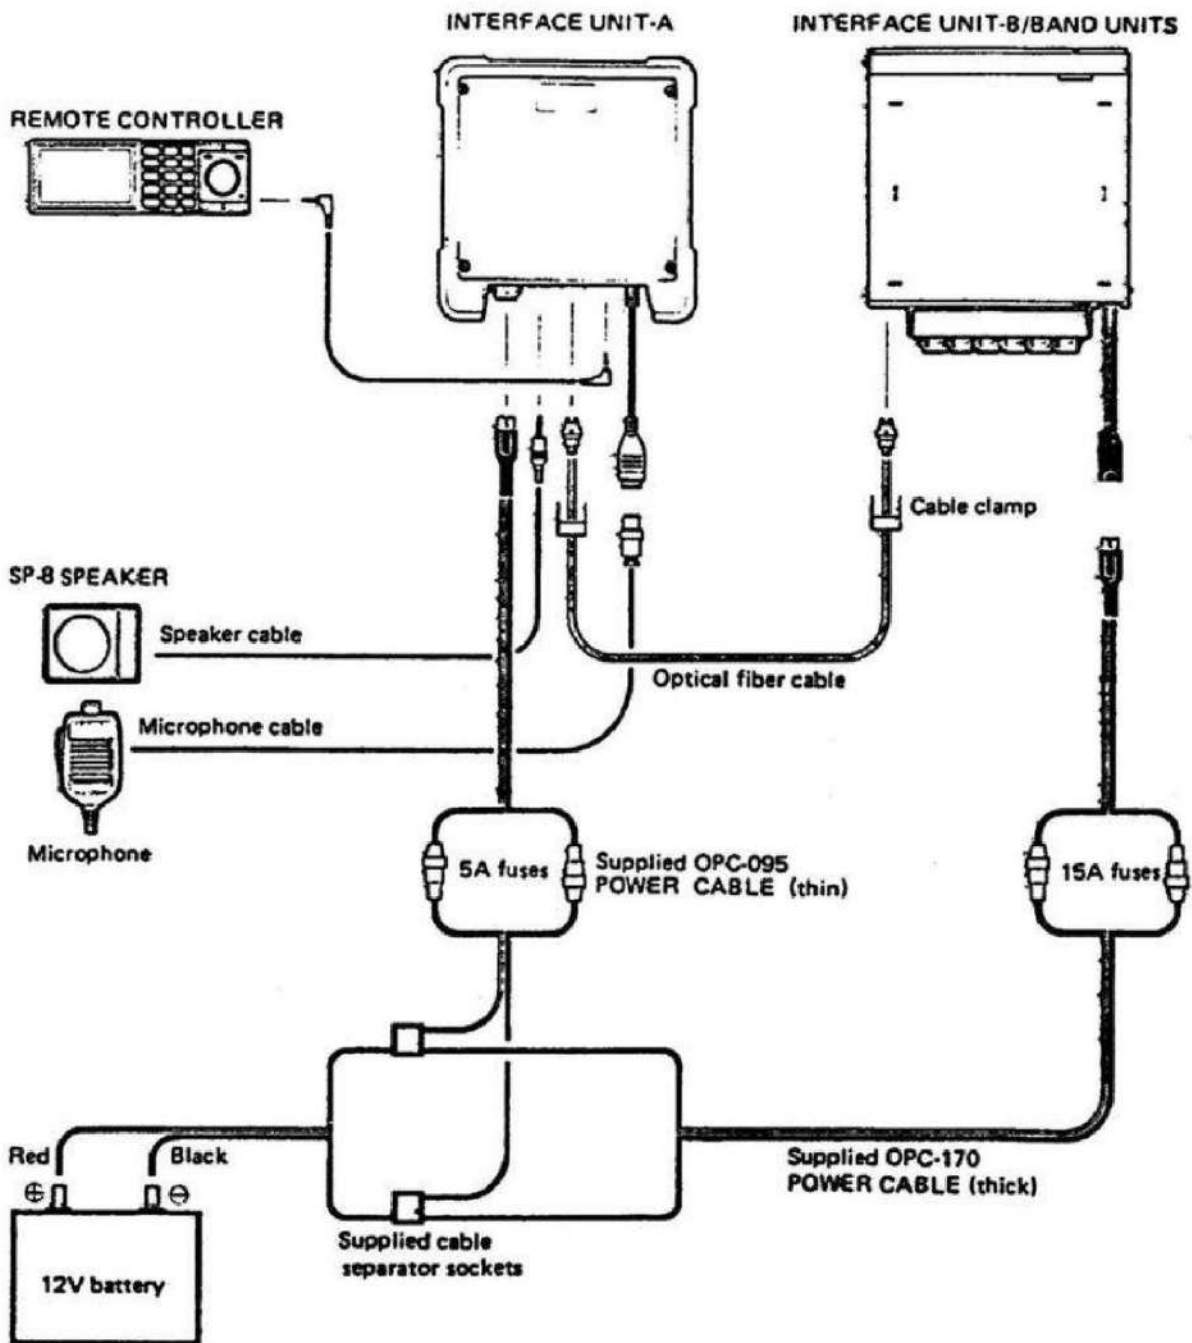 INTERFACE UNIT-A
INTERFACE UNIT-B/BAND UNITS
REMOTE CONTROLLER
Cable clamp
SP-8 SPEAKER
Speaker cable
Optical fiber cable
Microphone cable
Microphone
5A fuses
Supplied OPC-095
POWER CABLE (thin)
15A fuses
Red
Black
Supplied OPC-170
POWER CABLE (thick)
⊕
⊖
Supplied cable
separator sockets
12V battery